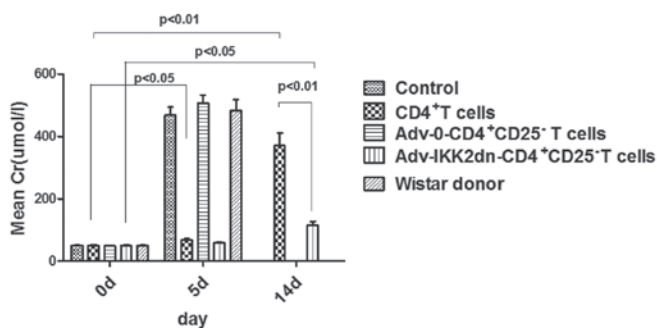 p<0.01
p<0.05
p<0.05
p<0.01
600
400
200
0
Mean Cr(umol/l)
0d
5d
14d
day
Control
CD4⁺T cells
Adv-0-CD4⁺CD25⁻ T cells
Adv-IKK2dn-CD4⁺CD25⁻T cells
Wistar donor